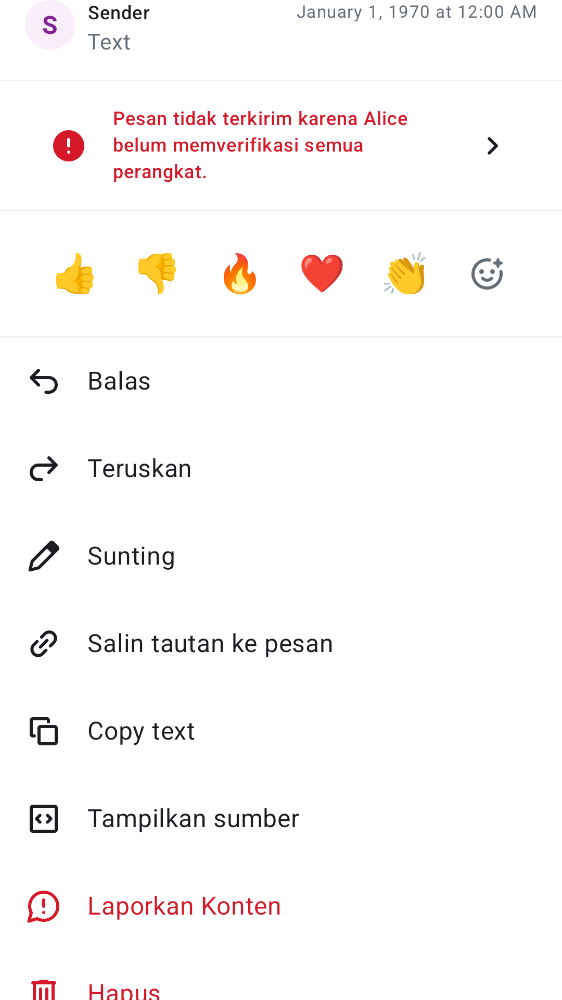 S
Sender
January 1, 1970 at 12:00 AM
Text
Pesan tidak terkirim karena Alice
belum memverifikasi semua
perangkat.
Balas
Teruskan
Sunting
Salin tautan ke pesan
Copy text
Tampilkan sumber
Laporkan Konten
Hapus